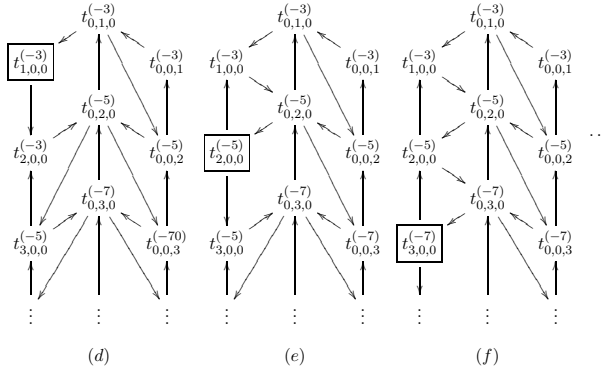 t_{0,1,0}^{(-3)} t_{0,1,0}^{(-3)} t_{0,1,0}^{(-3)}
t_{1,0,0}^{(-3)} t_{0,0,1}^{(-3)} t_{1,0,0}^{(-3)} t_{0,0,1}^{(-3)} t_{1,0,0}^{(-3)} t_{0,0,1}^{(-3)}
t_{0,2,0}^{(-5)} t_{0,2,0}^{(-5)} t_{0,2,0}^{(-5)}
t_{2,0,0}^{(-3)} t_{0,0,2}^{(-5)} t_{2,0,0}^{(-5)} t_{0,0,2}^{(-5)} t_{2,0,0}^{(-5)} t_{0,0,2}^{(-5)} ...
t_{0,3,0}^{(-7)} t_{0,3,0}^{(-7)} t_{0,3,0}^{(-7)}
t_{3,0,0}^{(-5)} t_{0,0,3}^{(-70)} t_{3,0,0}^{(-5)} t_{0,0,3}^{(-7)} t_{3,0,0}^{(-7)} t_{0,0,3}^{(-7)}
⋮ ⋮ ⋮ ⋮ ⋮ ⋮ ⋮ ⋮ ⋮
(d) (e) (f)